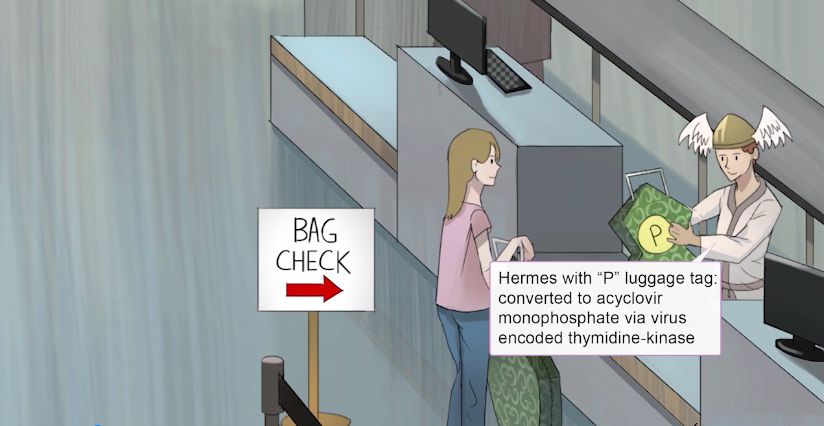 BAG
CHECK
P
Hermes with “P” luggage tag:
converted to acyclovir
monophosphate via virus
encoded thymidine-kinase